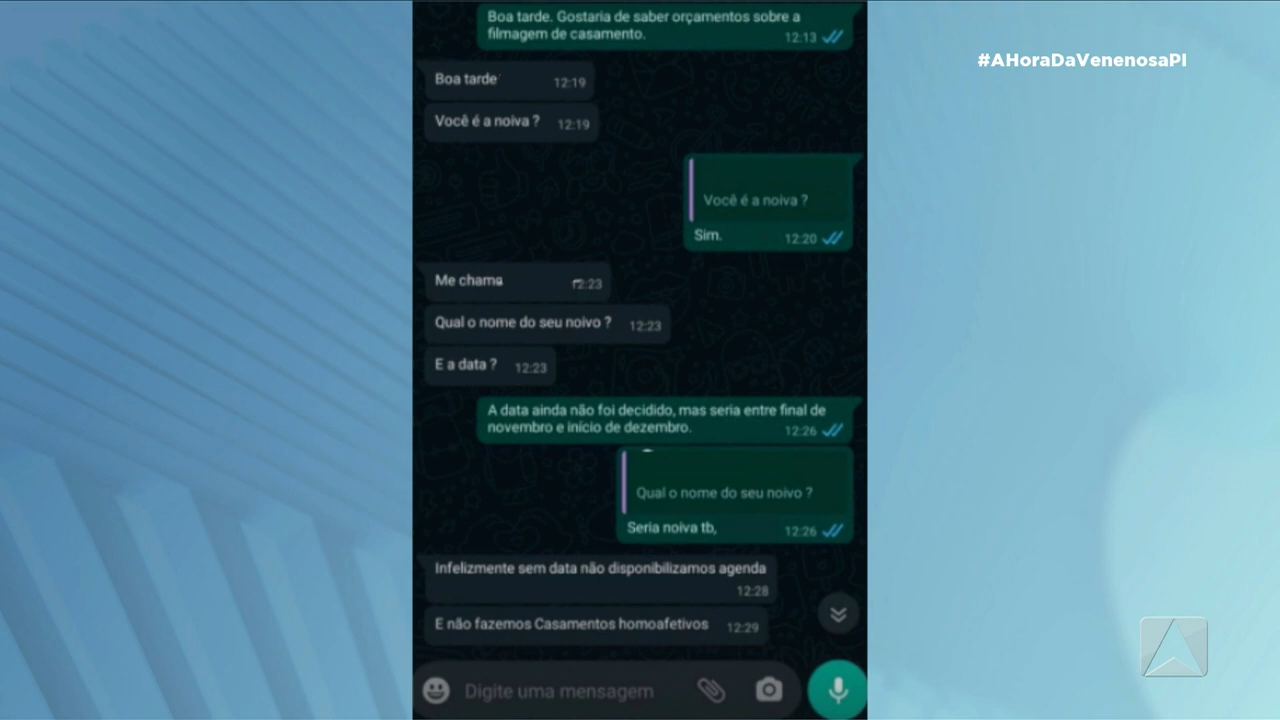 Boa tarde. Gostaria de saber orçamentos sobre a
filmagem de casamento.
12:13
#AHoraDaVenenosaPI
Boa tarde
12:19
Você é a noiva ?
12:19
Você é a noiva ?
Sim.
12:20
Me chama
12:23
Qual o nome do seu noivo ?
12:23
E a data ?
12:23
A data ainda não foi decidido, mas seria entre final de
novembro e início de dezembro.
12:26
Qual o nome do seu noivo ?
Seria noiva tb,
12:26
Infelizmente sem data não disponibilizamos agenda
12:28
E não fazemos Casamentos homoafetivos
12:29
Digite uma mensagem